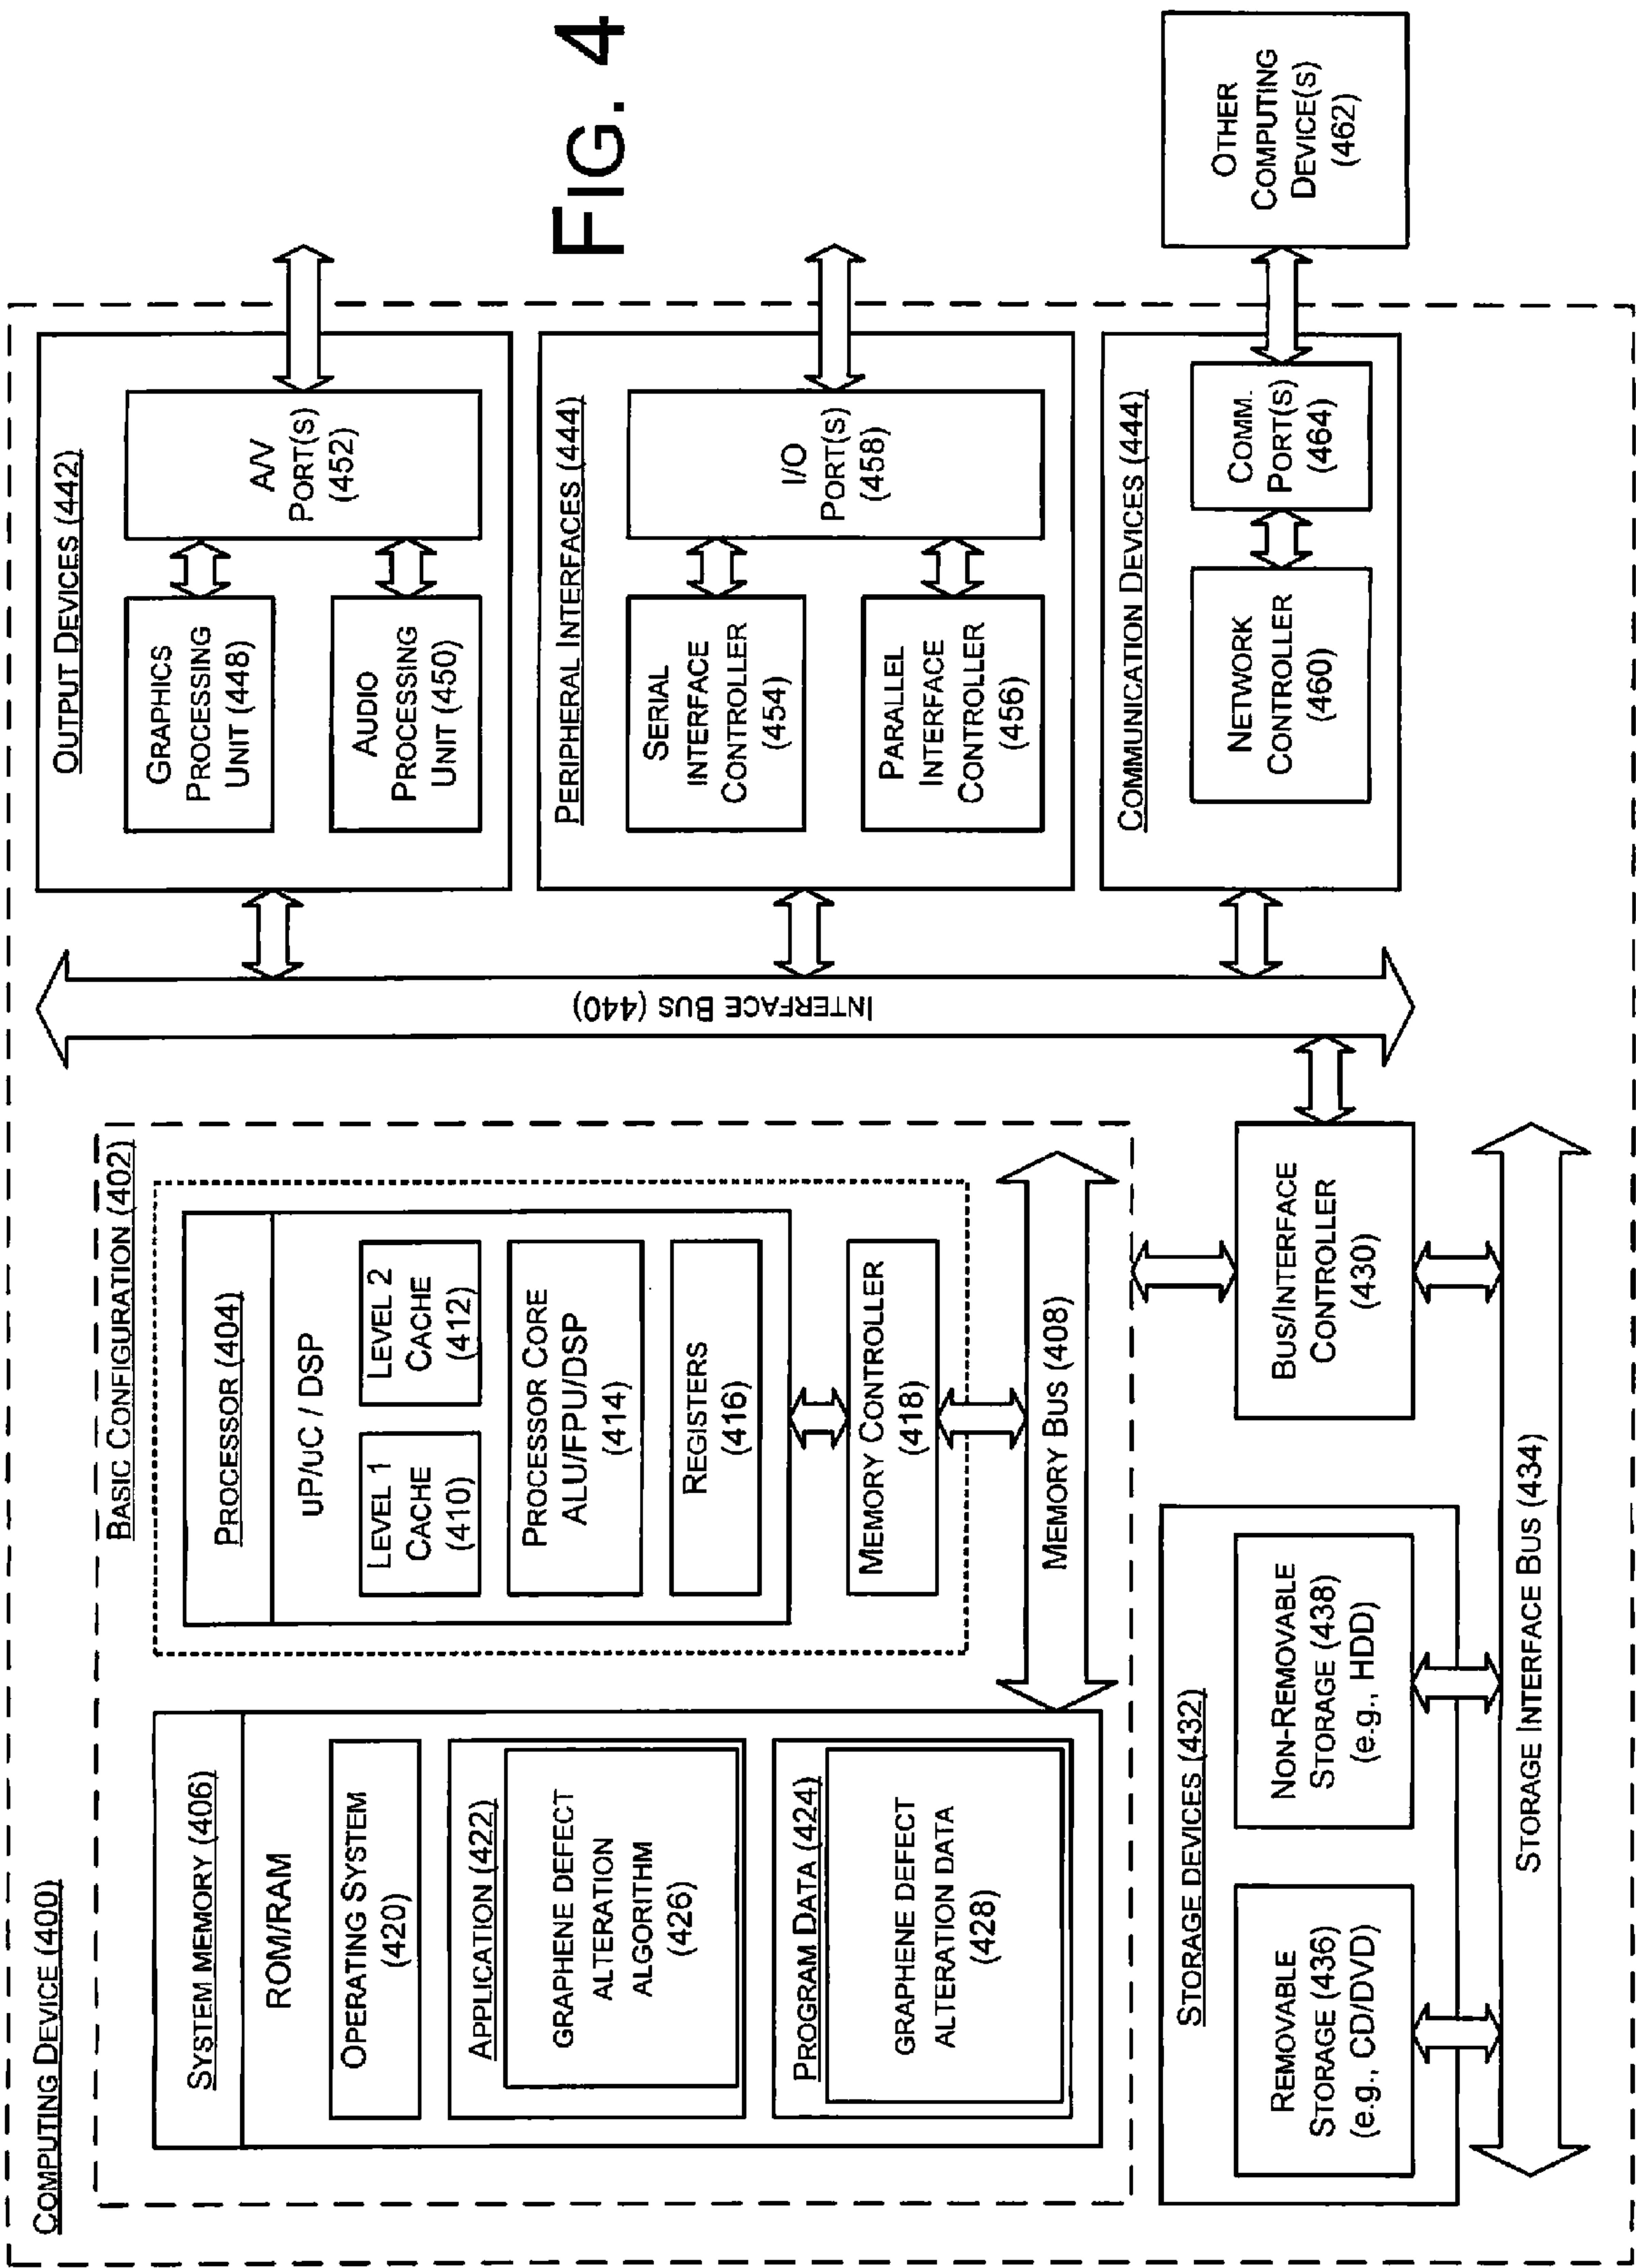 COMPUTING DEVICE (400)
BASIC CONFIGURATION (402)
SYSTEM MEMORY (406)
ROM/RAM
OPERATING SYSTEM
(420)
APPLICATION (422)
GRAPHENE DEFECT
ALTERATION
ALGORITHM
(426)
PROGRAM DATA (424)
GRAPHENE DEFECT
ALTERATION DATA
(428)
PROCESSOR (404)
uP/uC / DSP
LEVEL 1
CACHE
(410)
LEVEL 2
CACHE
(412)
PROCESSOR CORE
ALU/FPU/DSP
(414)
REGISTERS
(416)
MEMORY CONTROLLER
(418)
MEMORY BUS (408)
BUS/INTERFACE
CONTROLLER
(430)
STORAGE DEVICES (432)
REMOVABLE
STORAGE (436)
(e.g., CD/DVD)
NON-REMOVABLE
STORAGE (438)
(e.g., HDD)
STORAGE INTERFACE BUS (434)
INTERFACE BUS (440)
OUTPUT DEVICES (442)
GRAPHICS
PROCESSING
UNIT (448)
AUDIO
PROCESSING
UNIT (450)
A/V
PORT(S)
(452)
PERIPHERAL INTERFACES (444)
SERIAL
INTERFACE
CONTROLLER
(454)
PARALLEL
INTERFACE
CONTROLLER
(456)
I/O
PORT(S)
(458)
COMMUNICATION DEVICES (444)
NETWORK
CONTROLLER
(460)
COMM.
PORT(S)
(464)
OTHER
COMPUTING
DEVICE(S)
(462)
FIG. 4